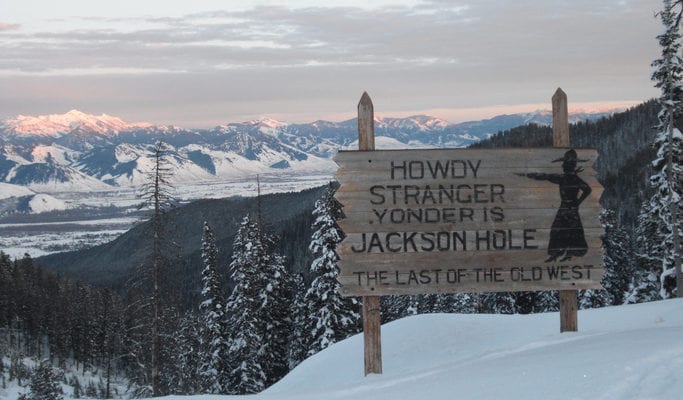 HOWDY
STRANGER
YONDER IS
JACKSON HOLE
THE LAST OF THE OLD WEST